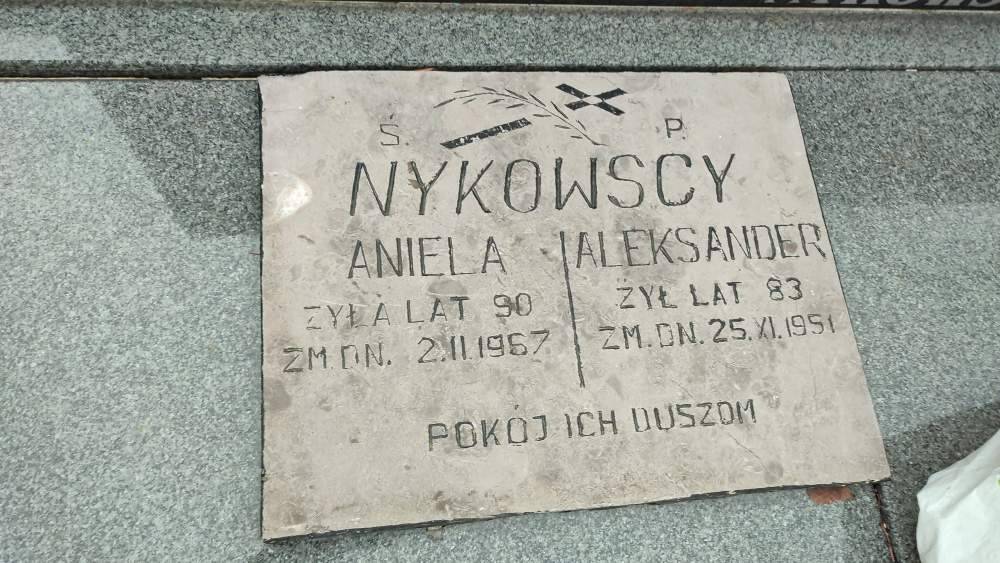 Ś. P.
NYKOWSCY
ANIELA ALEKSANDER
ŻYŁA LAT 90 ŻYŁ LAT 83
ZM. DN. 2.II.1967 ZM. DN. 25.XI.1951
POKÓJ ICH DUSZOM